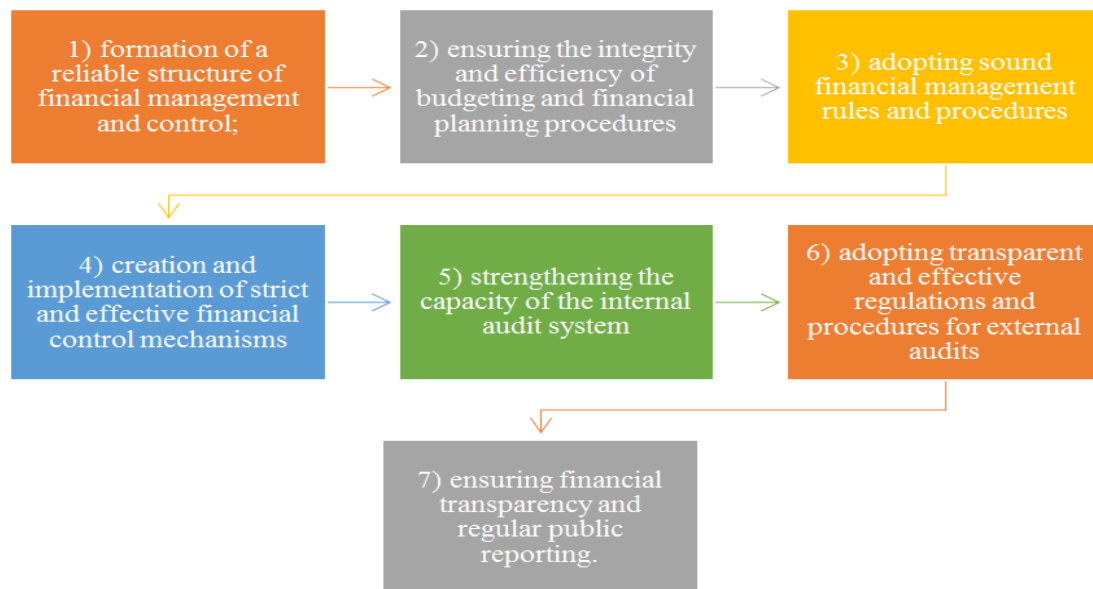 1) formation of a
reliable structure of
financial management
and control;
2) ensuring the integrity
and efficiency of
budgeting and financial
planning procedures
3) adopting sound
financial management
rules and procedures
4) creation and
implementation of strict
and effective financial
control mechanisms
5) strengthening the
capacity of the internal
audit system
6) adopting transparent
and effective
regulations and
procedures for external
audits
7) ensuring financial
transparency and
regular public
reporting.